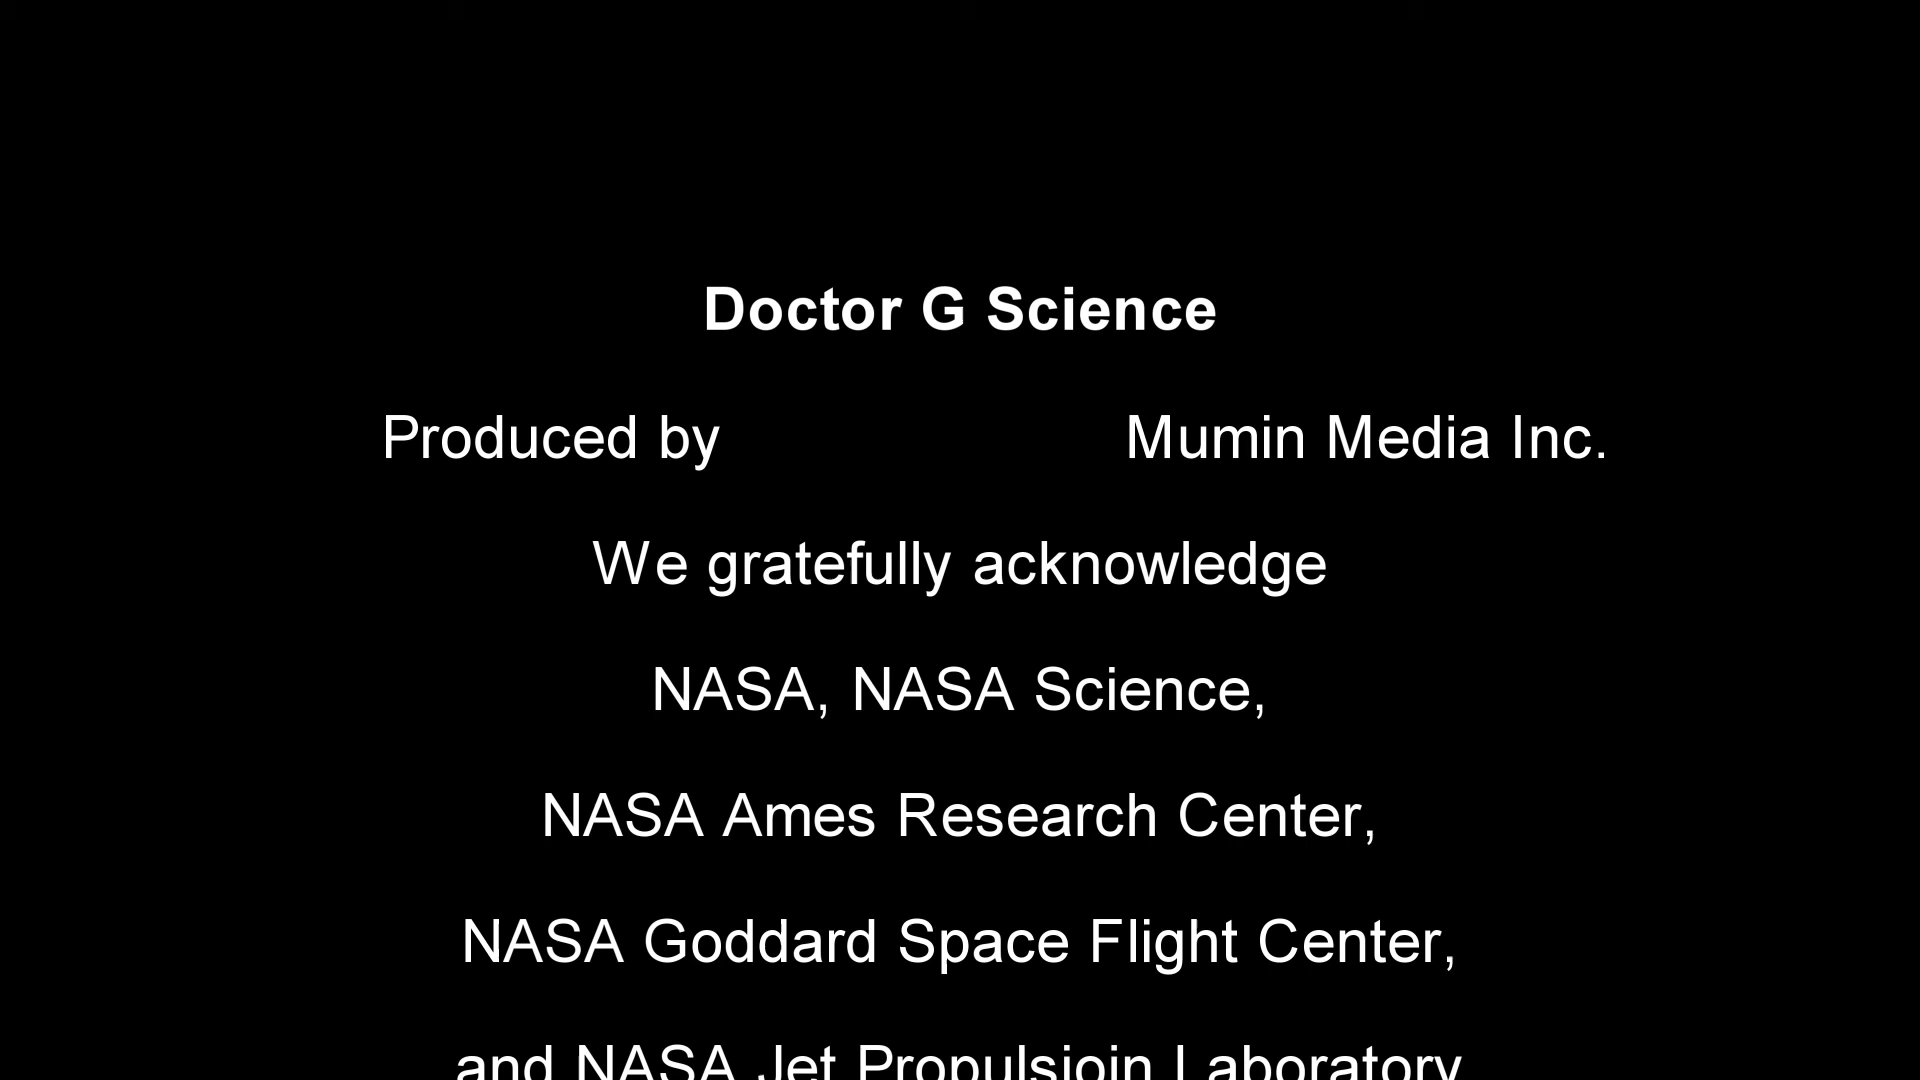 Doctor G Science
Produced by Mumin Media Inc.
We gratefully acknowledge
NASA, NASA Science,
NASA Ames Research Center,
NASA Goddard Space Flight Center,
and NASA Jet Propulsioin Laboratory